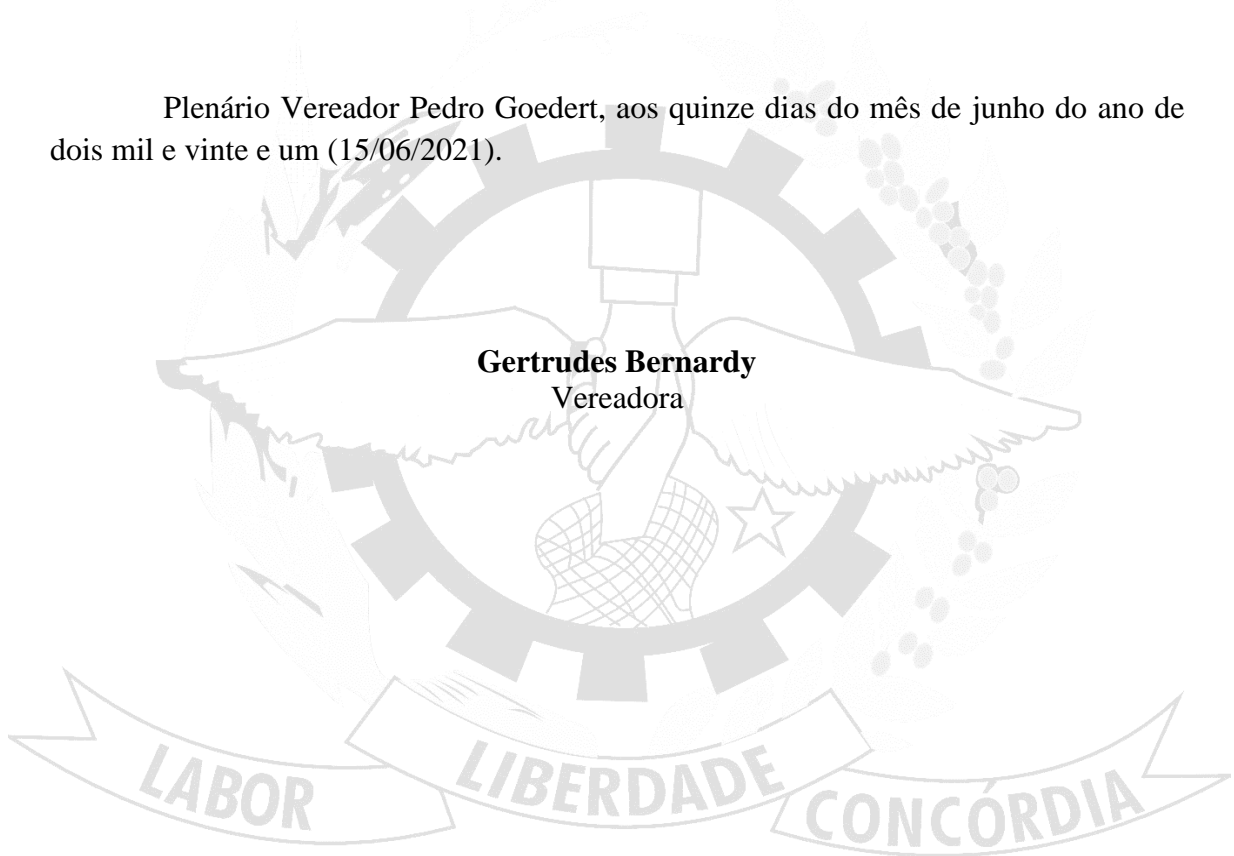 Plenário Vereador Pedro Goedert, aos quinze dias do mês de junho do ano de
dois mil e vinte e um (15/06/2021).
Gertrudes Bernardy
Vereadora
LABOR
LIBERDADE
CONCÓRDIA